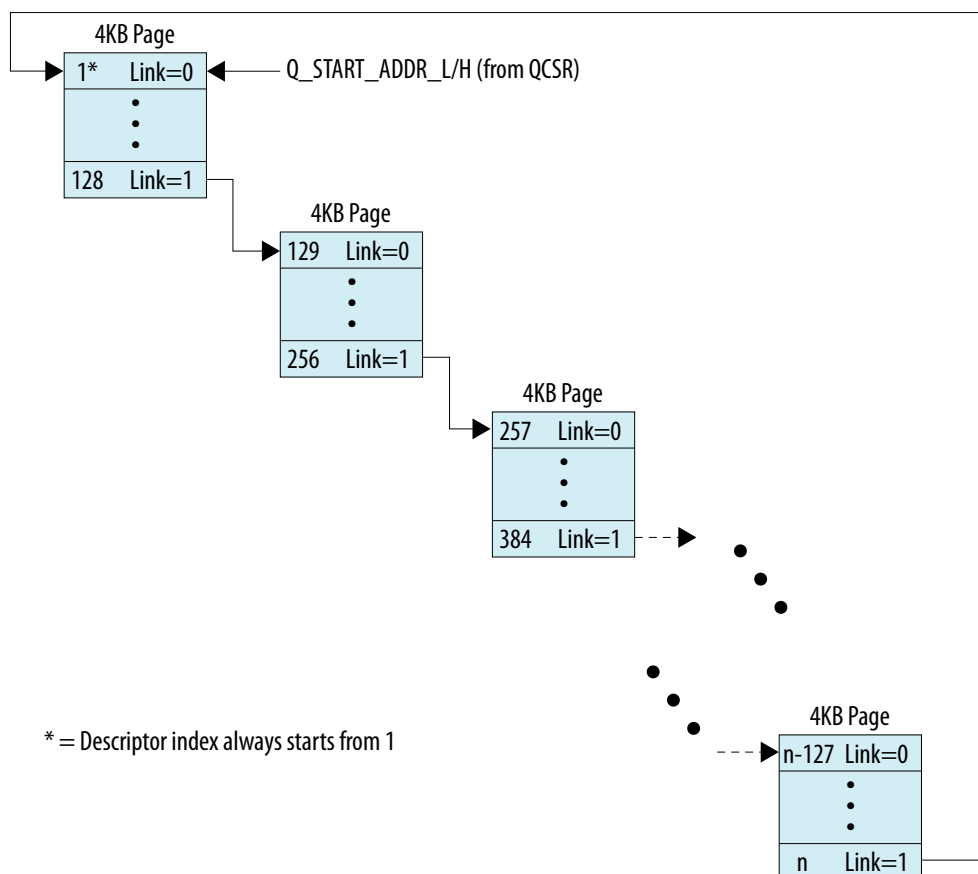 4KB Page
1* Link=0
Q_START_ADDR_L/H (from QCSR)
128 Link=1
4KB Page
129 Link=0
256 Link=1
4KB Page
257 Link=0
384 Link=1
* = Descriptor index always starts from 1
4KB Page
n-127 Link=0
n Link=1